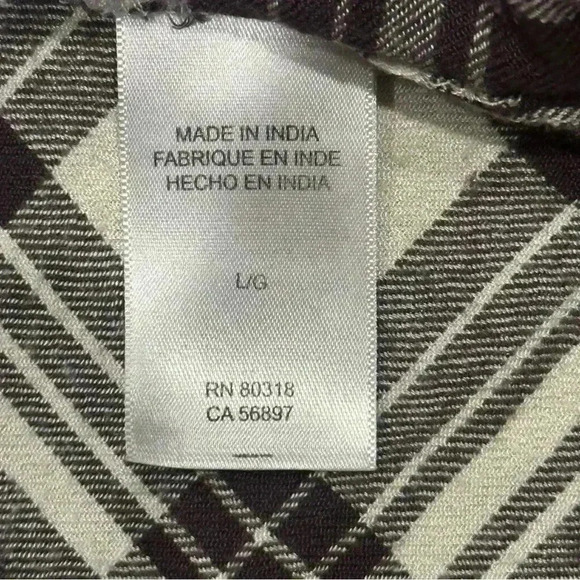 MADE IN INDIA
FABRIQUE EN INDE
HECHO EN INDIA
L/G
RN 80318
CA 56897